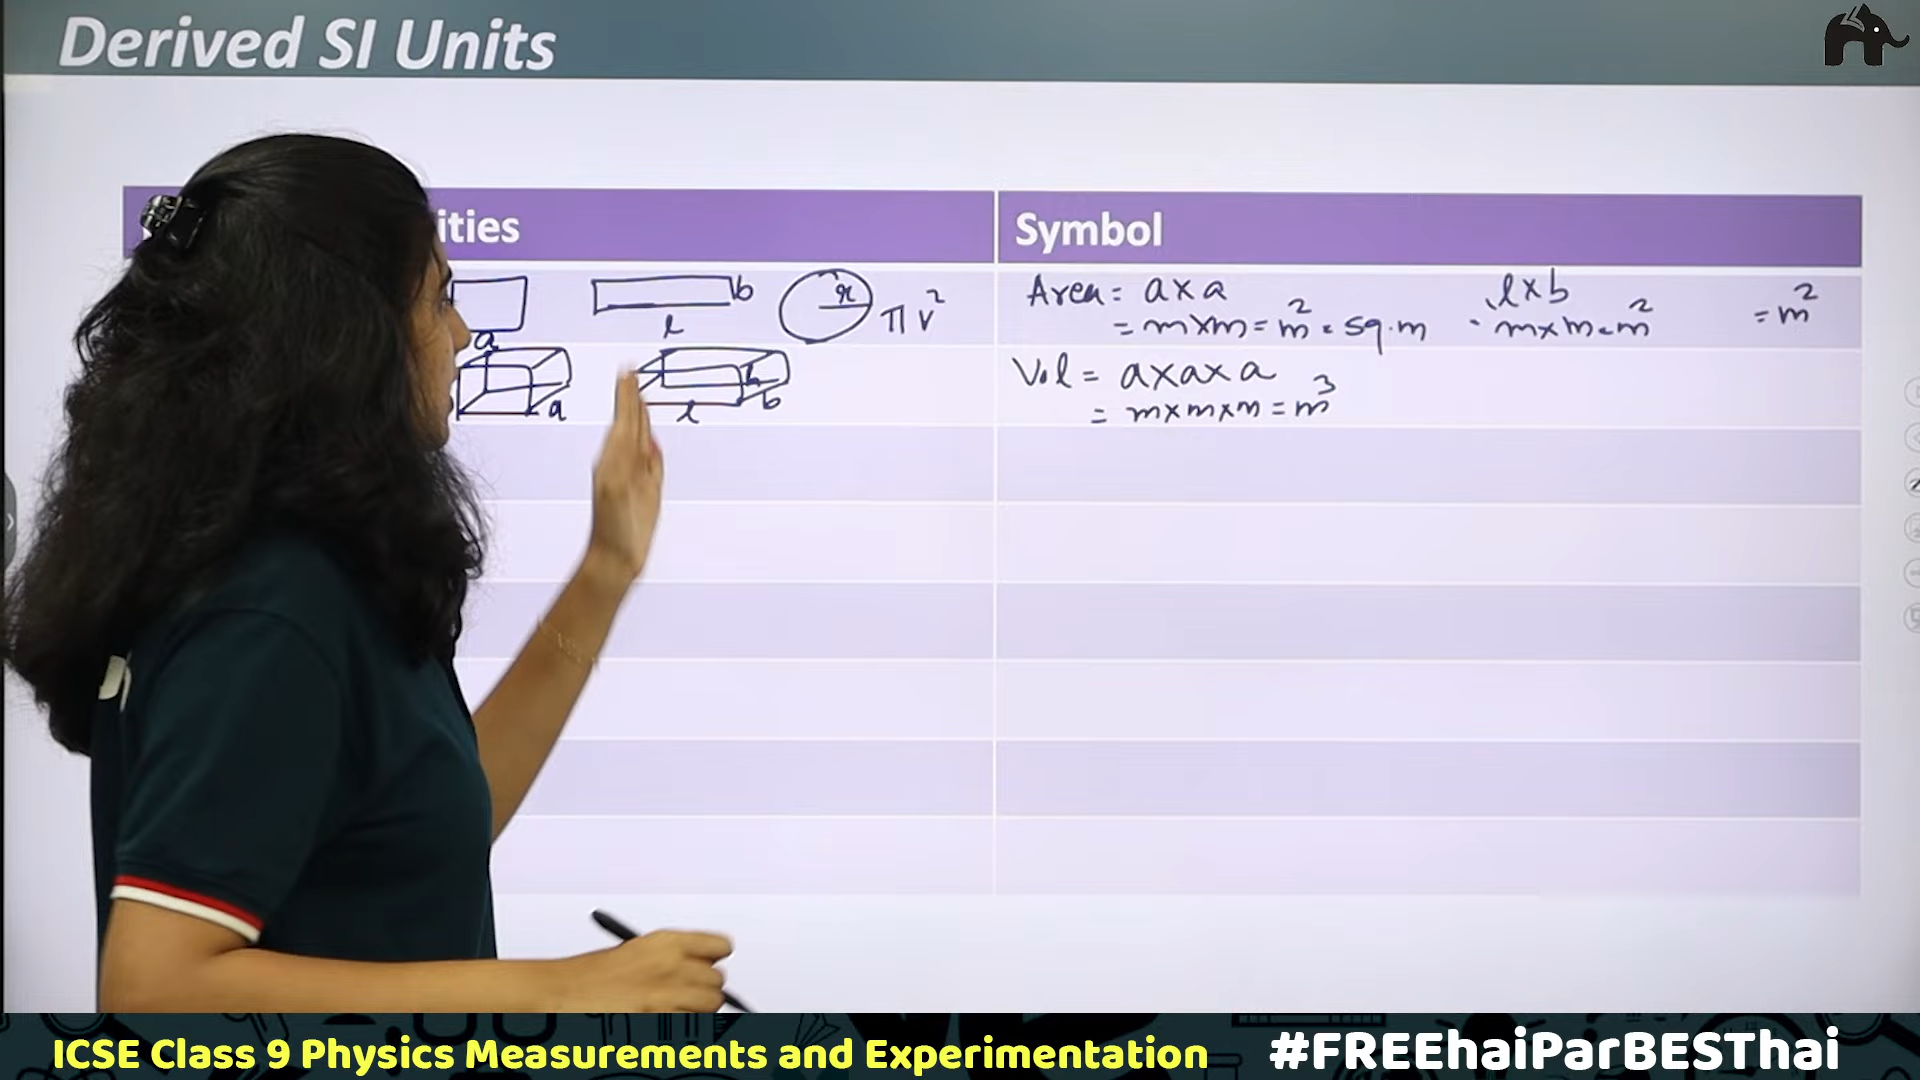 Derived SI Units
ities
Symbol
a
b
l
r
π r²
Area = a×a
= m×m = m² = sq.m
l×b
= m×m = m²
= m²
a
l
b
h
Vol = a×a×a
= m×m×m = m³
ICSE Class 9 Physics Measurements and Experimentation
#FREEhaiParBESThai